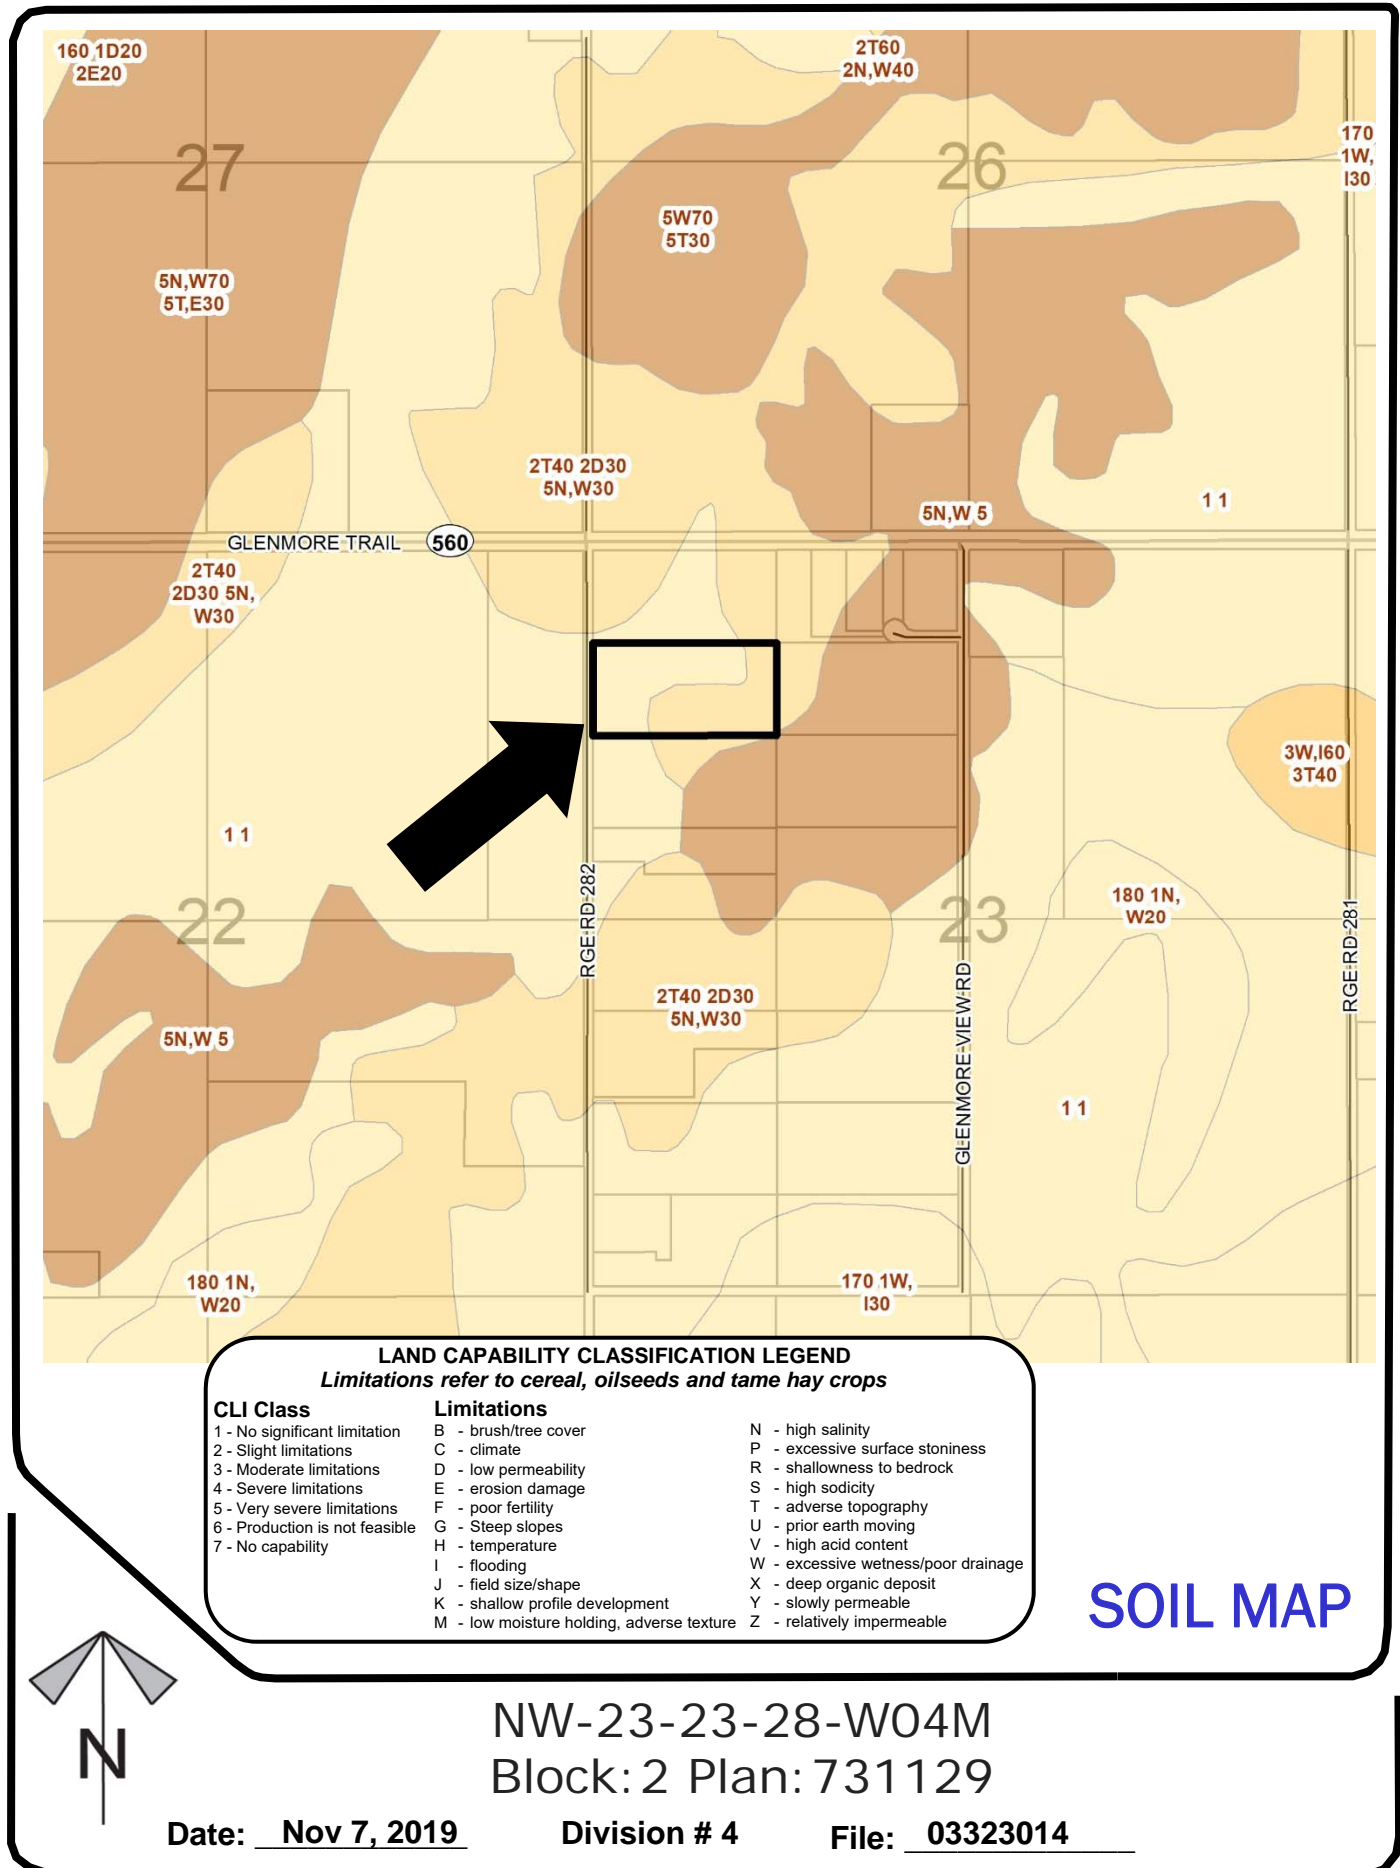 160 1D20
2E20
2T60
2N,W40
27
26
170
1W,
I30
5W70
5T30
5N,W70
5T,E30
2T40 2D30
5N,W30
1 1
5N,W 5
GLENMORE TRAIL
560
2T40
2D30 5N,
W30
3W,I60
3T40
1 1
22
RGE RD 282
23
180 1N,
W20
RGE RD 281
2T40 2D30
5N,W30
GLENMORE VIEW RD
5N,W 5
1 1
180 1N,
W20
170 1W,
I30
LAND CAPABILITY CLASSIFICATION LEGEND
Limitations refer to cereal, oilseeds and tame hay crops
CLI Class
1 - No significant limitation
2 - Slight limitations
3 - Moderate limitations
4 - Severe limitations
5 - Very severe limitations
6 - Production is not feasible
7 - No capability
Limitations
B - brush/tree cover
C - climate
D - low permeability
E - erosion damage
F - poor fertility
G - Steep slopes
H - temperature
I - flooding
J - field size/shape
K - shallow profile development
M - low moisture holding, adverse texture
N - high salinity
P - excessive surface stoniness
R - shallowness to bedrock
S - high sodicity
T - adverse topography
U - prior earth moving
V - high acid content
W - excessive wetness/poor drainage
X - deep organic deposit
Y - slowly permeable
Z - relatively impermeable
SOIL MAP
N
NW-23-23-28-W04M
Block:2 Plan:731129
Date: Nov 7, 2019 Division # 4 File: 03323014